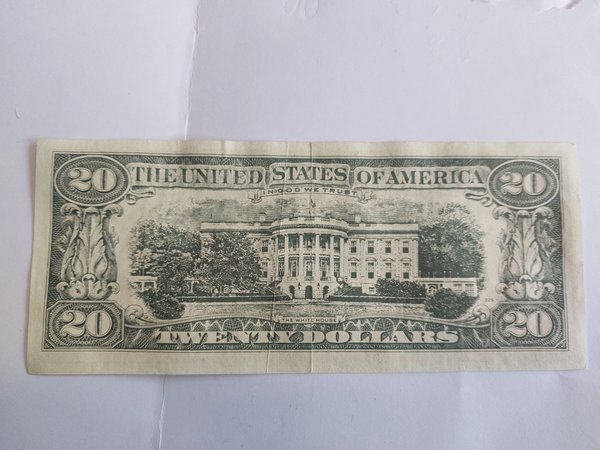 20 THE UNITED STATES OF AMERICA 20
IN GOD WE TRUST
THE WHITE HOUSE
20 TWENTY DOLLARS 20